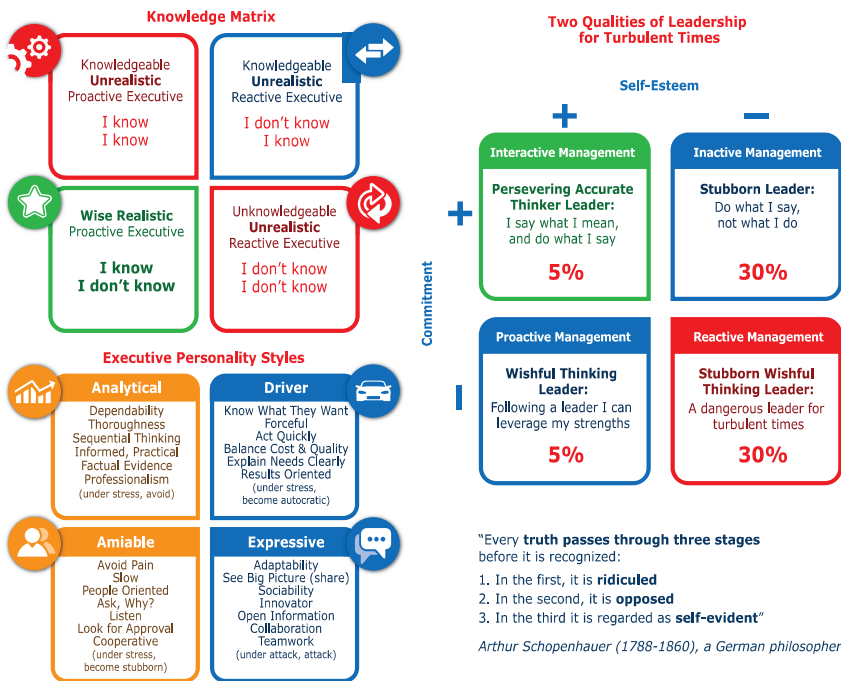 Knowledge Matrix
Knowledgeable
Unrealistic
Proactive Executive
I know
I know
Knowledgeable
Unrealistic
Reactive Executive
I don't know
I know
Wise Realistic
Proactive Executive
I know
I don't know
Unknowledgeable
Unrealistic
Reactive Executive
I don't know
I don't know
Executive Personality Styles
Analytical
Dependability
Thoroughness
Sequential Thinking
Informed, Practical
Factual Evidence
Professionalism
(under stress, avoid)
Driver
Know What They Want
Forceful
Act Quickly
Balance Cost & Quality
Explain Needs Clearly
Results Oriented
(under stress,
become autocratic)
Amiable
Avoid Pain
Slow
People Oriented
Ask, Why?
Listen
Look for Approval
Cooperative
(under stress,
become stubborn)
Expressive
Adaptability
See Big Picture (share)
Sociability
Innovator
Open Information
Collaboration
Teamwork
(under attack, attack)
Two Qualities of Leadership
for Turbulent Times
Self-Esteem
+ −
Commitment
+
Interactive Management
Persevering Accurate
Thinker Leader:
I say what I mean,
and do what I say
5%
Inactive Management
Stubborn Leader:
Do what I say,
not what I do
30%
−
Proactive Management
Wishful Thinking
Leader:
Following a leader I can
leverage my strengths
5%
Reactive Management
Stubborn Wishful
Thinking Leader:
A dangerous leader for
turbulent times
30%
"Every truth passes through three stages
before it is recognized:
1. In the first, it is ridiculed
2. In the second, it is opposed
3. In the third it is regarded as self-evident"
Arthur Schopenhauer (1788-1860), a German philosopher